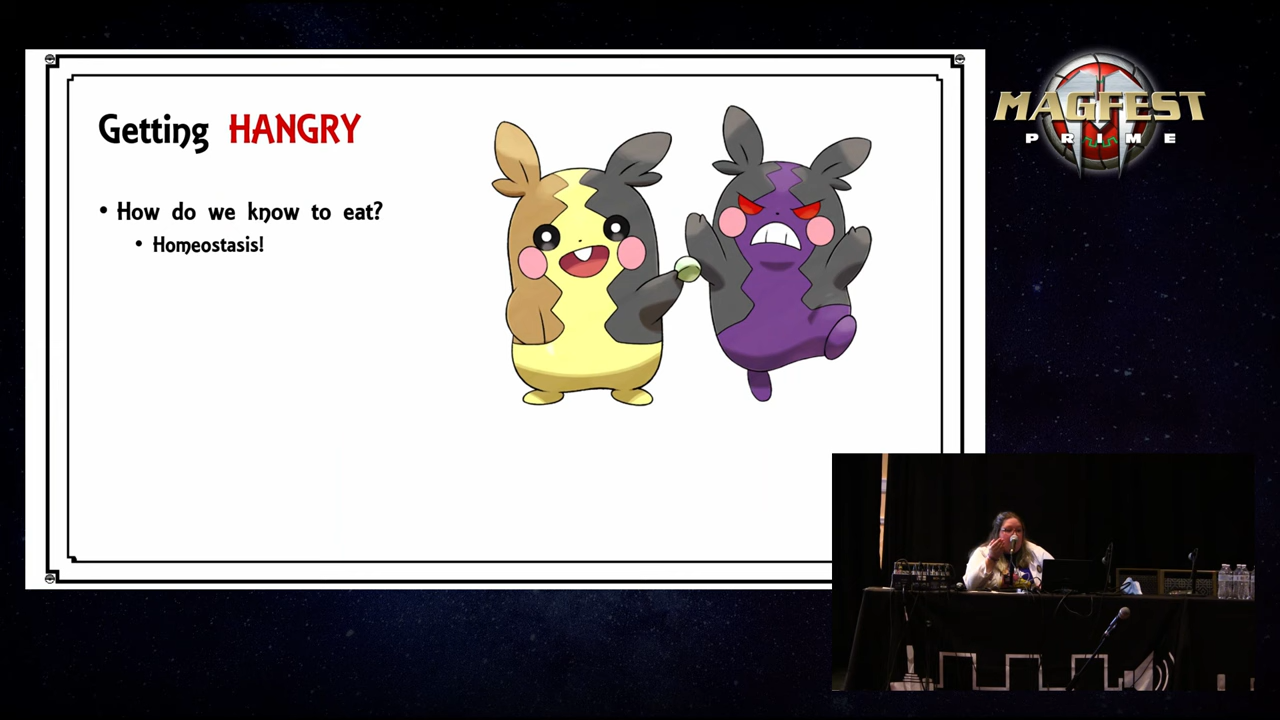 Getting HANGRY
• How do we know to eat?
• Homeostasis!
MAGFEST
PRIME